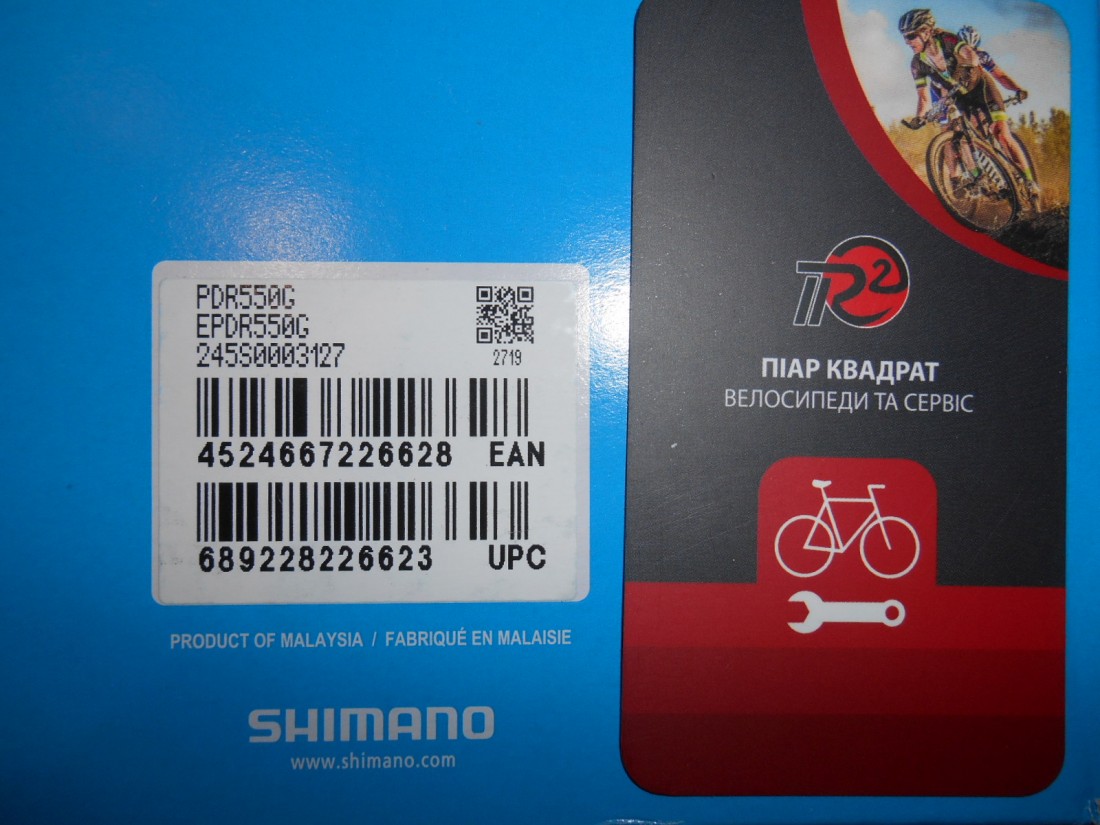 PDR550G
EPDR550G
245S0003127
2719
4524667226628 EAN
689228226623 UPC
PRODUCT OF MALAYSIA / FABRIQUÉ EN MALAISIE
SHIMANO
www.shimano.com
ПR2
ПІАР КВАДРАТ
ВЕЛОСИПЕДИ ТА СЕРВІС